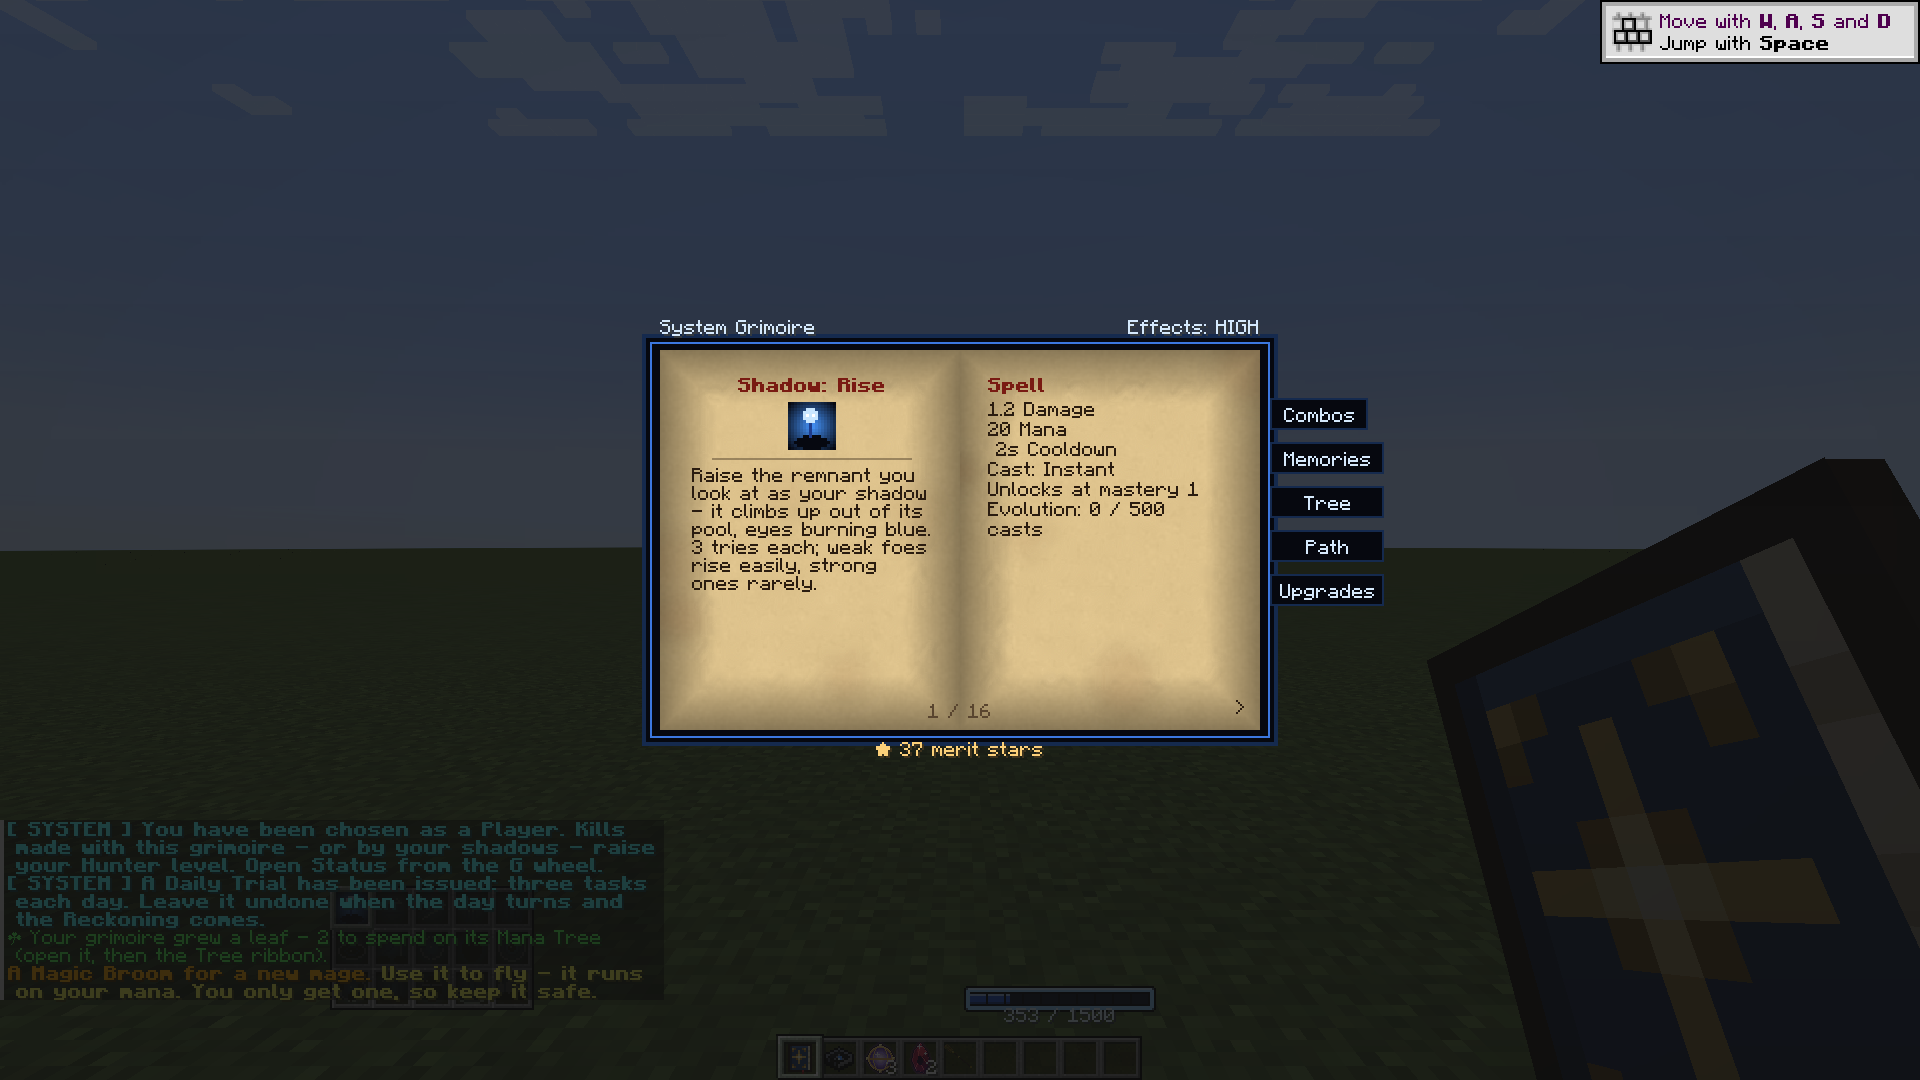 Move with W, A, S and D
Jump with Space
System Grimoire
Effects: HIGH
Shadow: Rise
Raise the remnant you
look at as your shadow
- it climbs up out of its
pool, eyes burning blue.
3 tries each; weak foes
rise easily, strong
ones rarely.
Spell
1.2 Damage
20 Mana
2s Cooldown
Cast: Instant
Unlocks at mastery 1
Evolution: 0 / 500
casts
1 / 16
>
Combos
Memories
Tree
Path
Upgrades
★ 37 merit stars
[ SYSTEM ] You have been chosen as a Player. Kills
made with this grimoire - or by your shadows - raise
your Hunter level. Open Status from the G wheel.
[ SYSTEM ] A Daily Trial has been issued: three tasks
each day. Leave it undone when the day turns and
the Reckoning comes.
Your grimoire grew a leaf - 2 to spend on its Mana Tree
(open it, then the Tree ribbon).
A Magic Broom for a new mage. Use it to fly - it runs
on your mana. You only get one, so keep it safe.
353 / 1500
3
2